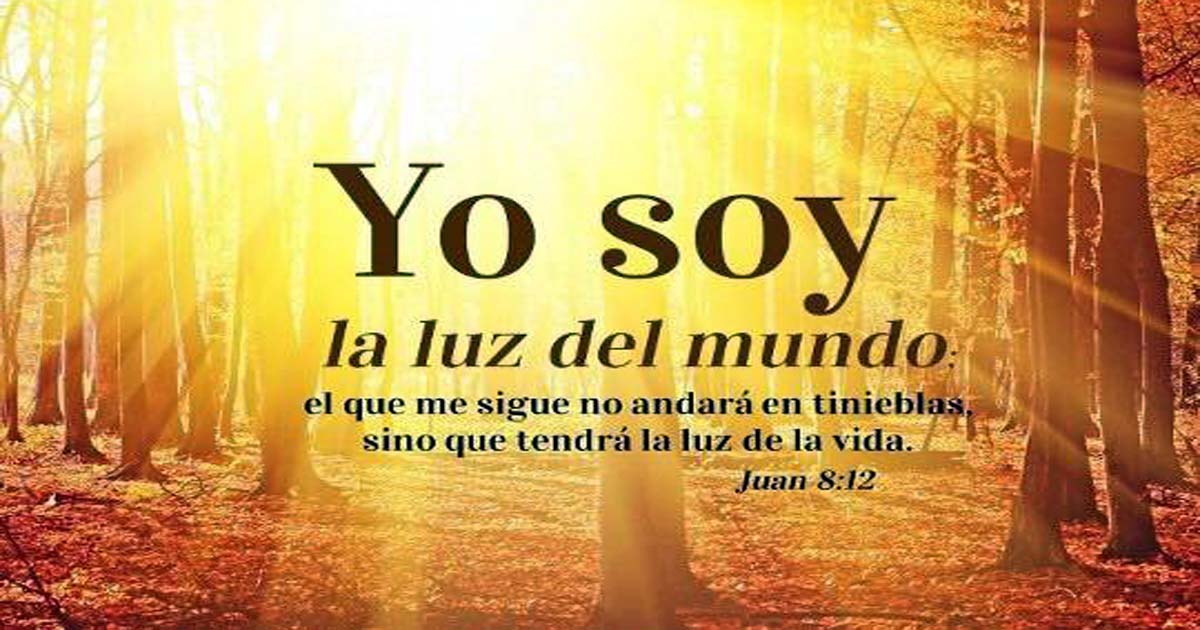 Yo soy
la luz del mundo;
el que me sigue no andará en tinieblas,
sino que tendrá la luz de la vida.
Juan 8:12